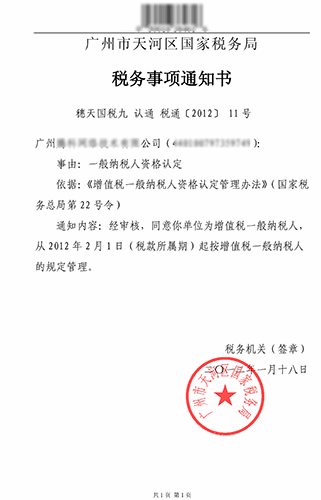 广州市天河区国家税务局
税务事项通知书
穗天国税九 认通 税通〔2012〕 11号
广州 公司（ ）:
事由：一般纳税人资格认定
依据：《增值税一般纳税人资格认定管理办法》（国家税
务总局第22号令）
通知内容：经审核，同意你单位为增值税一般纳税人，
从2012年2月1日（税款所属期）起按增值税一般纳税人
的规定管理。
税务机关（签章）
二〇一二年一月十八日
广州市天河区国家税务局
共1页 第1页